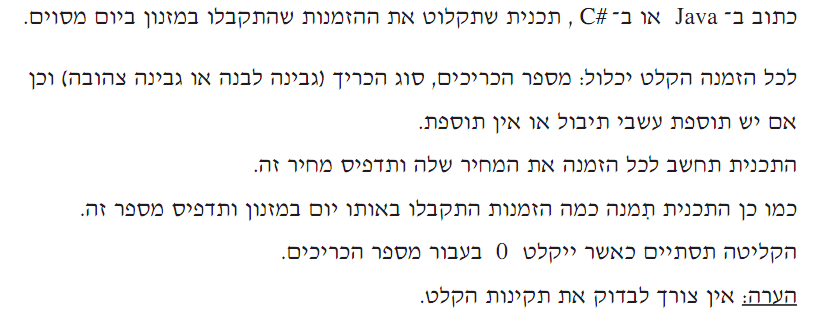 כתוב ב־ Java או ב־ C# , תכנית שתקלוט את ההזמנות שהתקבלו במזנון ביום מסוים.
לכל הזמנה הקלט יכלול: מספר הכריכים, סוג הכריך (גבינה לבנה או גבינה צהובה) וכן
אם יש תוספת עשבי תיבול או אין תוספת.
התכנית תחשב לכל הזמנה את המחיר שלה ותדפיס מחיר זה.
כמו כן התכנית תִמנה כמה הזמנות התקבלו באותו יום במזנון ותדפיס מספר זה.
הקליטה תסתיים כאשר ייקלט 0 בעבור מספר הכריכים.
הערה: אין צורך לבדוק את תקינות הקלט.